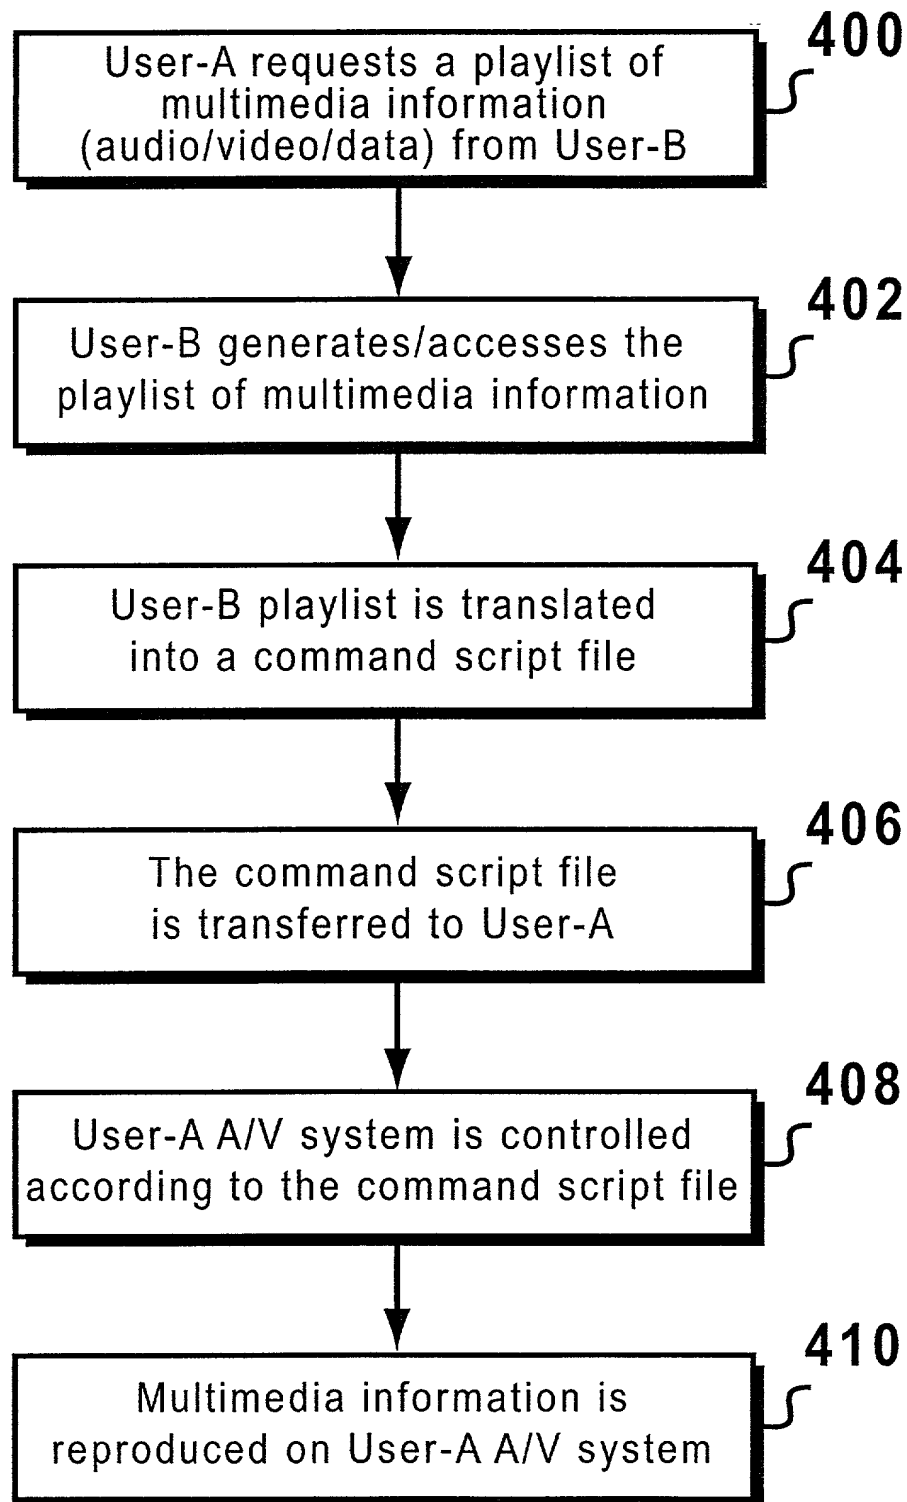 400
User-A requests a playlist of
multimedia information
(audio/video/data) from User-B
402
User-B generates/accesses the
playlist of multimedia information
404
User-B playlist is translated
into a command script file
406
The command script file
is transferred to User-A
408
User-A A/V system is controlled
according to the command script file
410
Multimedia information is
reproduced on User-A A/V system